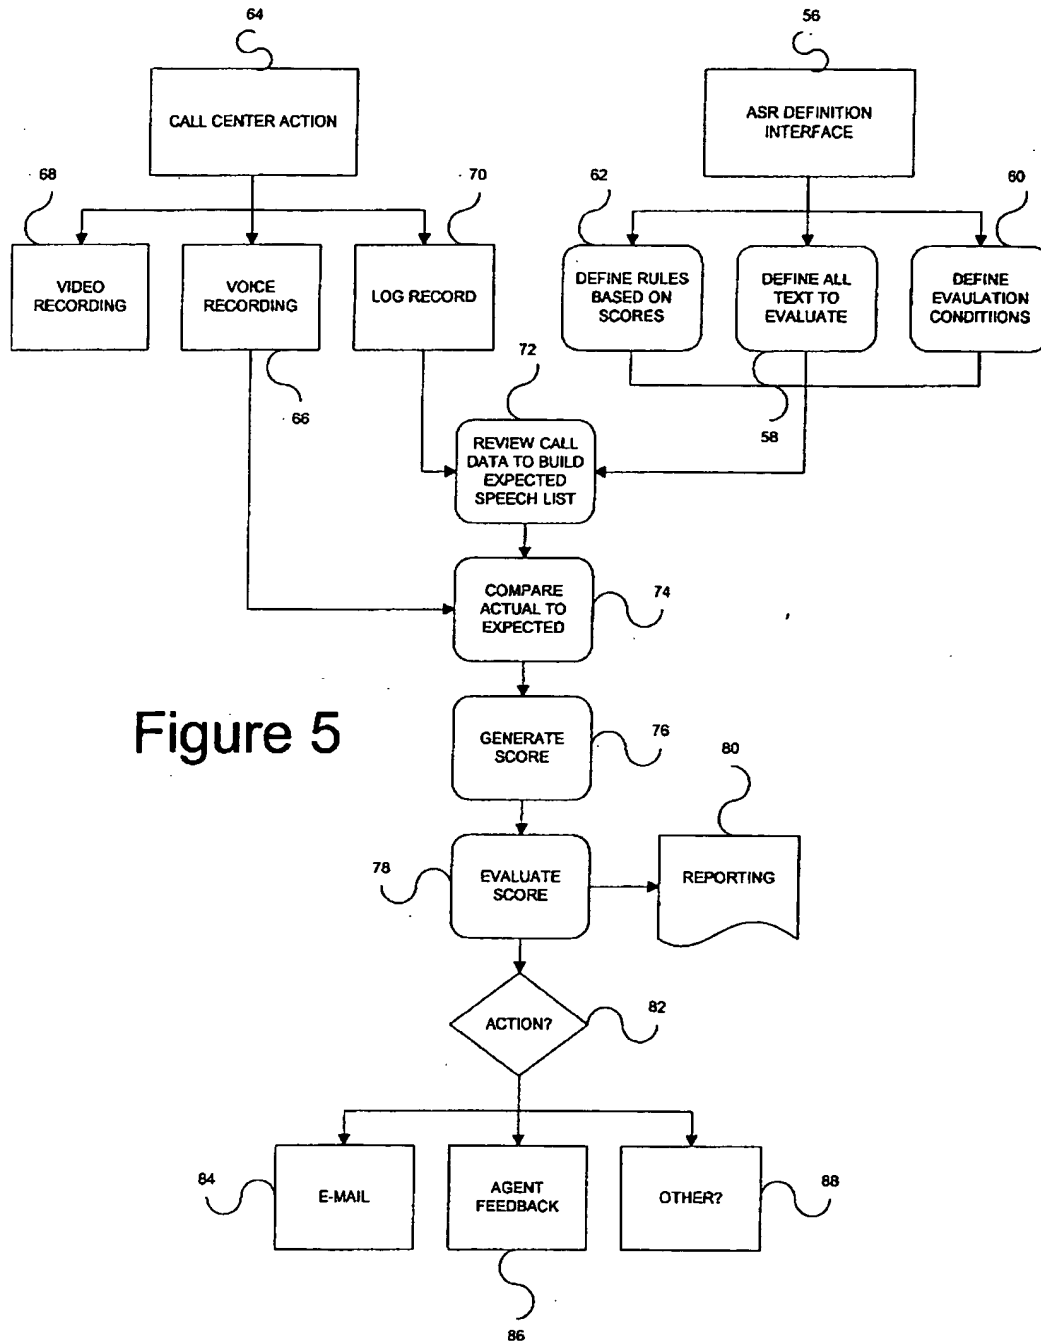 64
56
CALL CENTER ACTION
ASR DEFINITION
INTERFACE
68
70
62
60
VIDEO
RECORDING
VOICE
RECORDING
LOG RECORD
DEFINE RULES
BASED ON
SCORES
DEFINE ALL
TEXT TO
EVALUATE
DEFINE
EVAULATION
CONDITIIONS
72
66
58
REVIEW CALL
DATA TO BUILD
EXPECTED
SPEECH LIST
COMPARE
ACTUAL TO
EXPECTED
74
Figure 5
GENERATE
SCORE
76
80
78
EVALUATE
SCORE
REPORTING
ACTION?
82
84
E-MAIL
AGENT
FEEDBACK
OTHER?
88
86